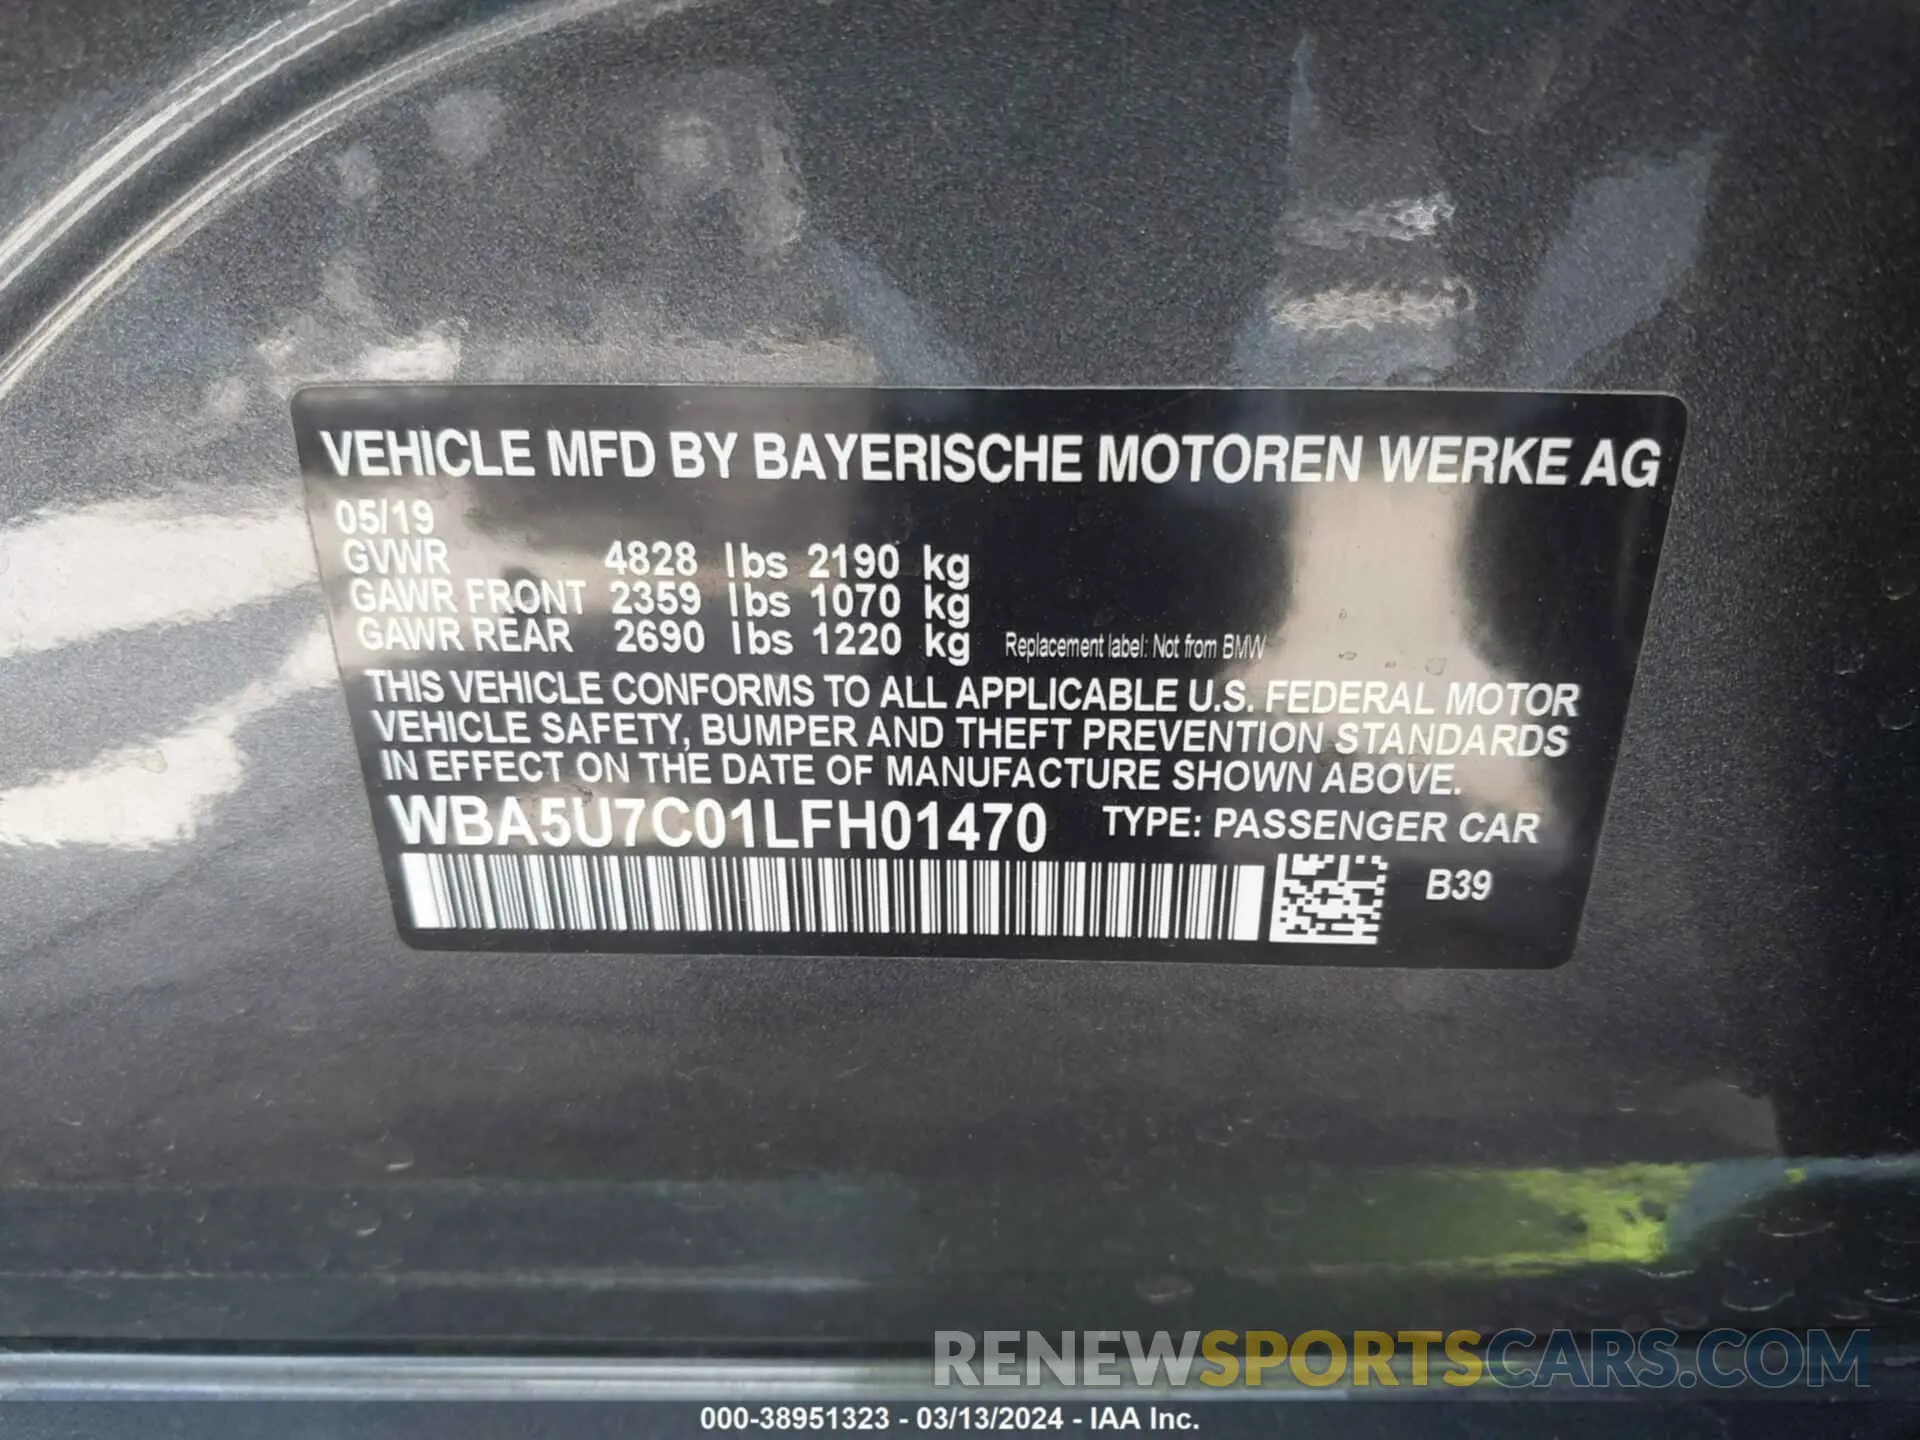 VEHICLE MFD BY BAYERISCHE MOTOREN WERKE AG
05/19
GVWR 4828 lbs 2190 kg
GAWR FRONT 2359 lbs 1070 kg
GAWR REAR 2690 lbs 1220 kg Replacement label: Not from BMW
THIS VEHICLE CONFORMS TO ALL APPLICABLE U.S. FEDERAL MOTOR
VEHICLE SAFETY, BUMPER AND THEFT PREVENTION STANDARDS
IN EFFECT ON THE DATE OF MANUFACTURE SHOWN ABOVE.
WBA5U7C01LFH01470 TYPE: PASSENGER CAR
B39
RENEWSPORTSCARS.COM
000-38951323 - 03/13/2024 - IAA Inc.